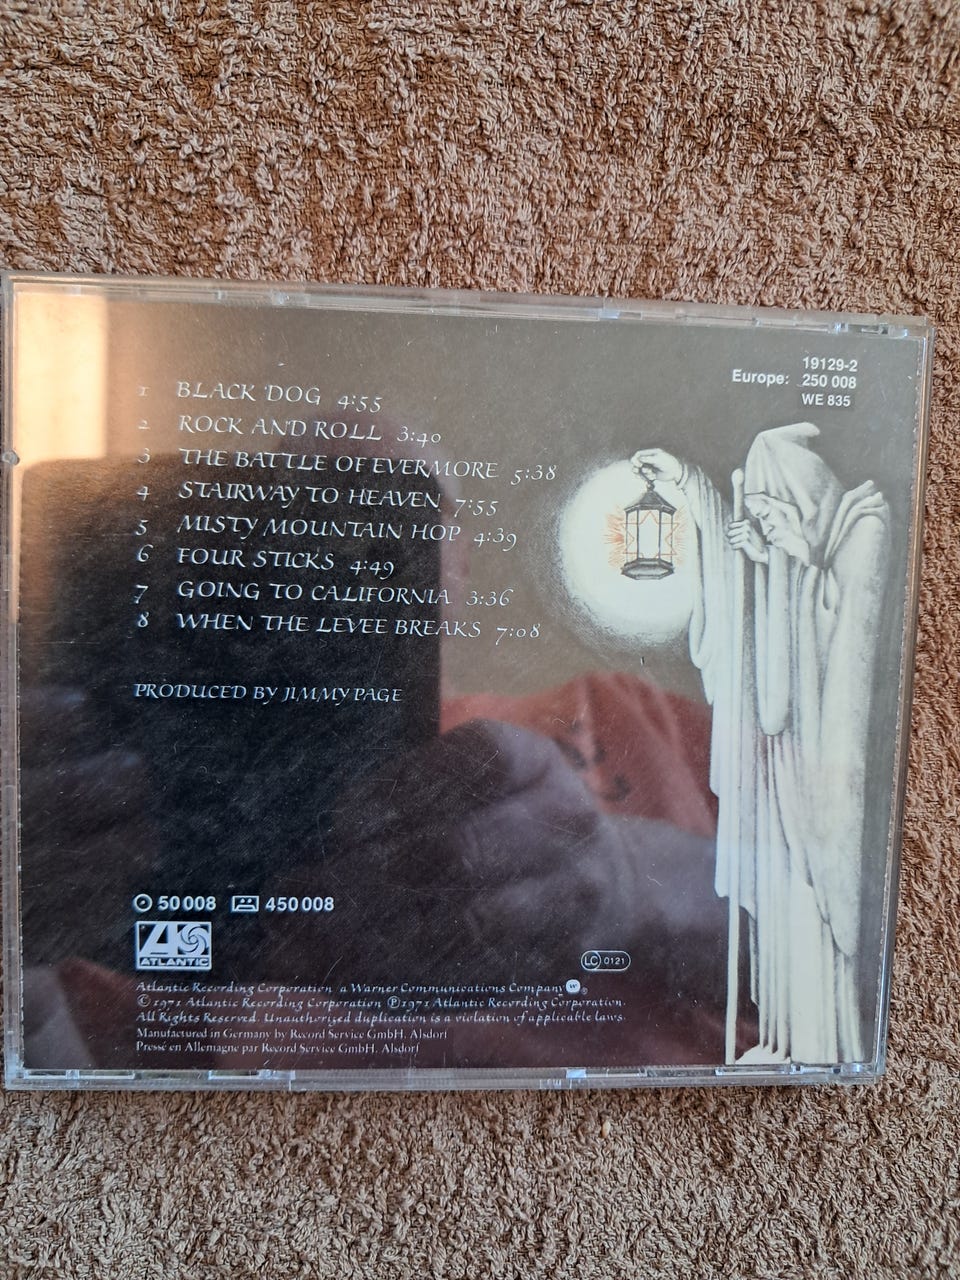 19129-2
Europe: 250 008
WE 835
1 BLACK DOG 4:55
2 ROCK AND ROLL 3:40
3 THE BATTLE OF EVERMORE 5:38
4 STAIRWAY TO HEAVEN 7:55
5 MISTY MOUNTAIN HOP 4:39
6 FOUR STICKS 4:49
7 GOING TO CALIFORNIA 3:36
8 WHEN THE LEVEE BREAKS 7:08
PRODUCED BY JIMMY PAGE
50 008 450 008
ATLANTIC
LC 0121
Atlantic Recording Corporation a Warner Communications Company W ®.
© 1971 Atlantic Recording Corporation ℗ 1971 Atlantic Recording Corporation.
All Rights Reserved. Unauthorized duplication is a violation of applicable laws.
Manufactured in Germany by Record Service GmbH. Alsdorf
Pressé en Allemagne par Record Service GmbH. Alsdorf